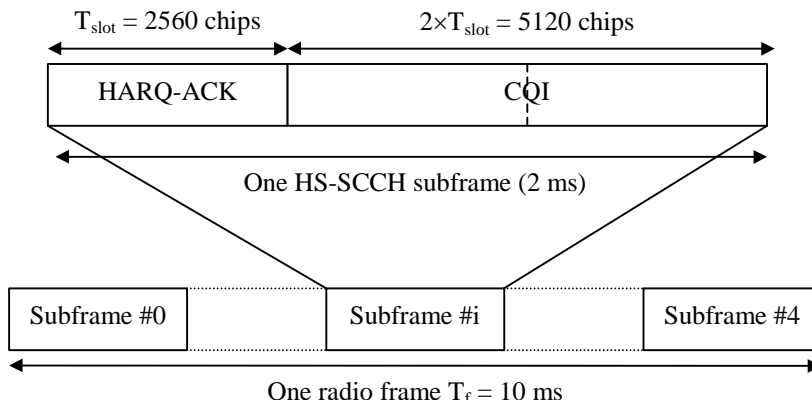 T_slot = 2560 chips
2×T_slot = 5120 chips
HARQ-ACK
CQI
One HS-SCCH subframe (2 ms)
Subframe #0
Subframe #i
Subframe #4
One radio frame T_f = 10 ms